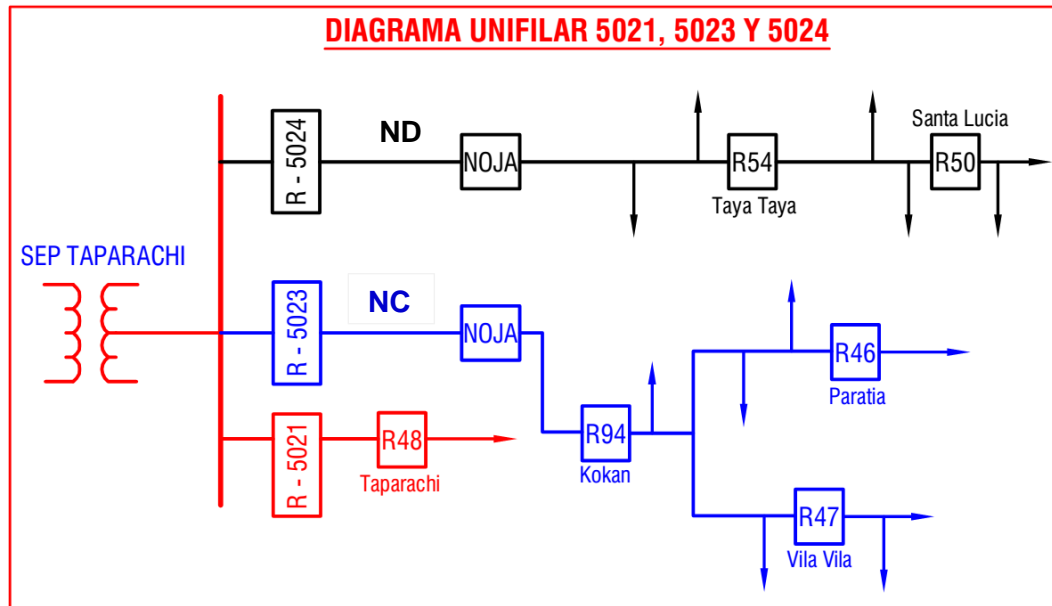 DIAGRAMA UNIFILAR 5021, 5023 Y 5024
R - 5024
ND
NOJA
R54
Taya Taya
Santa Lucia
R50
SEP TAPARACHI
R - 5023
NC
NOJA
R94
Kokan
R46
Paratia
R47
Vila Vila
R - 5021
R48
Taparachi